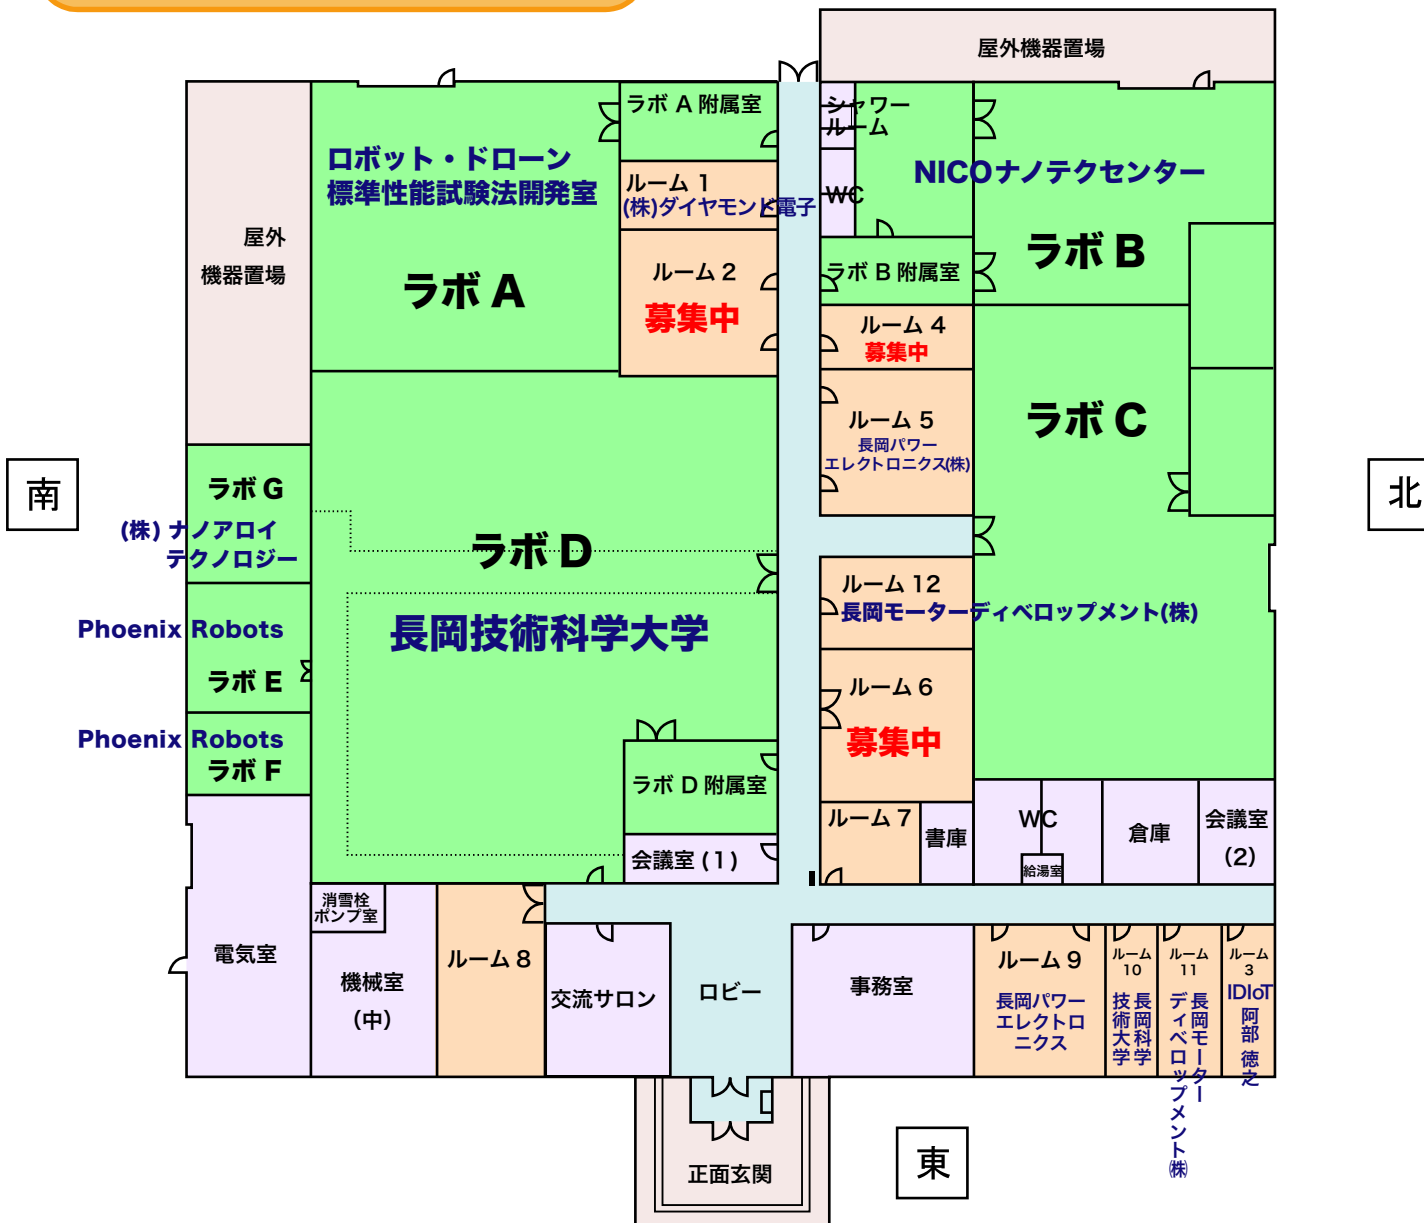 屋外機器置場
ラボ A 附属室
シャワー
ルーム
ロボット・ドローン
標準性能試験法開発室
ルーム 1
(株)ダイヤモンド電子
WC
NICOナノテクセンター
屋外
機器置場
ラボ A
ルーム 2
募集中
ラボ B 附属室
ラボ B
ルーム 4
募集中
ルーム 5
長岡パワー
エレクトロニクス(株)
ラボ C
南
北
ラボ G
(株) ナノアロイ
テクノロジー
ラボ D
長岡技術科学大学
ルーム 12
長岡モーターディベロップメント(株)
Phoenix Robots
ラボ E
ルーム 6
募集中
Phoenix Robots
ラボ F
ラボ D 附属室
会議室 (1)
ルーム 7
書庫
WC
給湯室
倉庫
会議室
(2)
消雪栓
ポンプ室
電気室
機械室
(中)
ルーム 8
交流サロン
ロビー
事務室
ルーム 9
長岡パワー
エレクトロ
ニクス
ルーム
10
長岡科学
技術大学
ルーム
11
長岡モーター
ディベロップメント㈱
ルーム
3
IDIoT
阿部 徳之
正面玄関
東